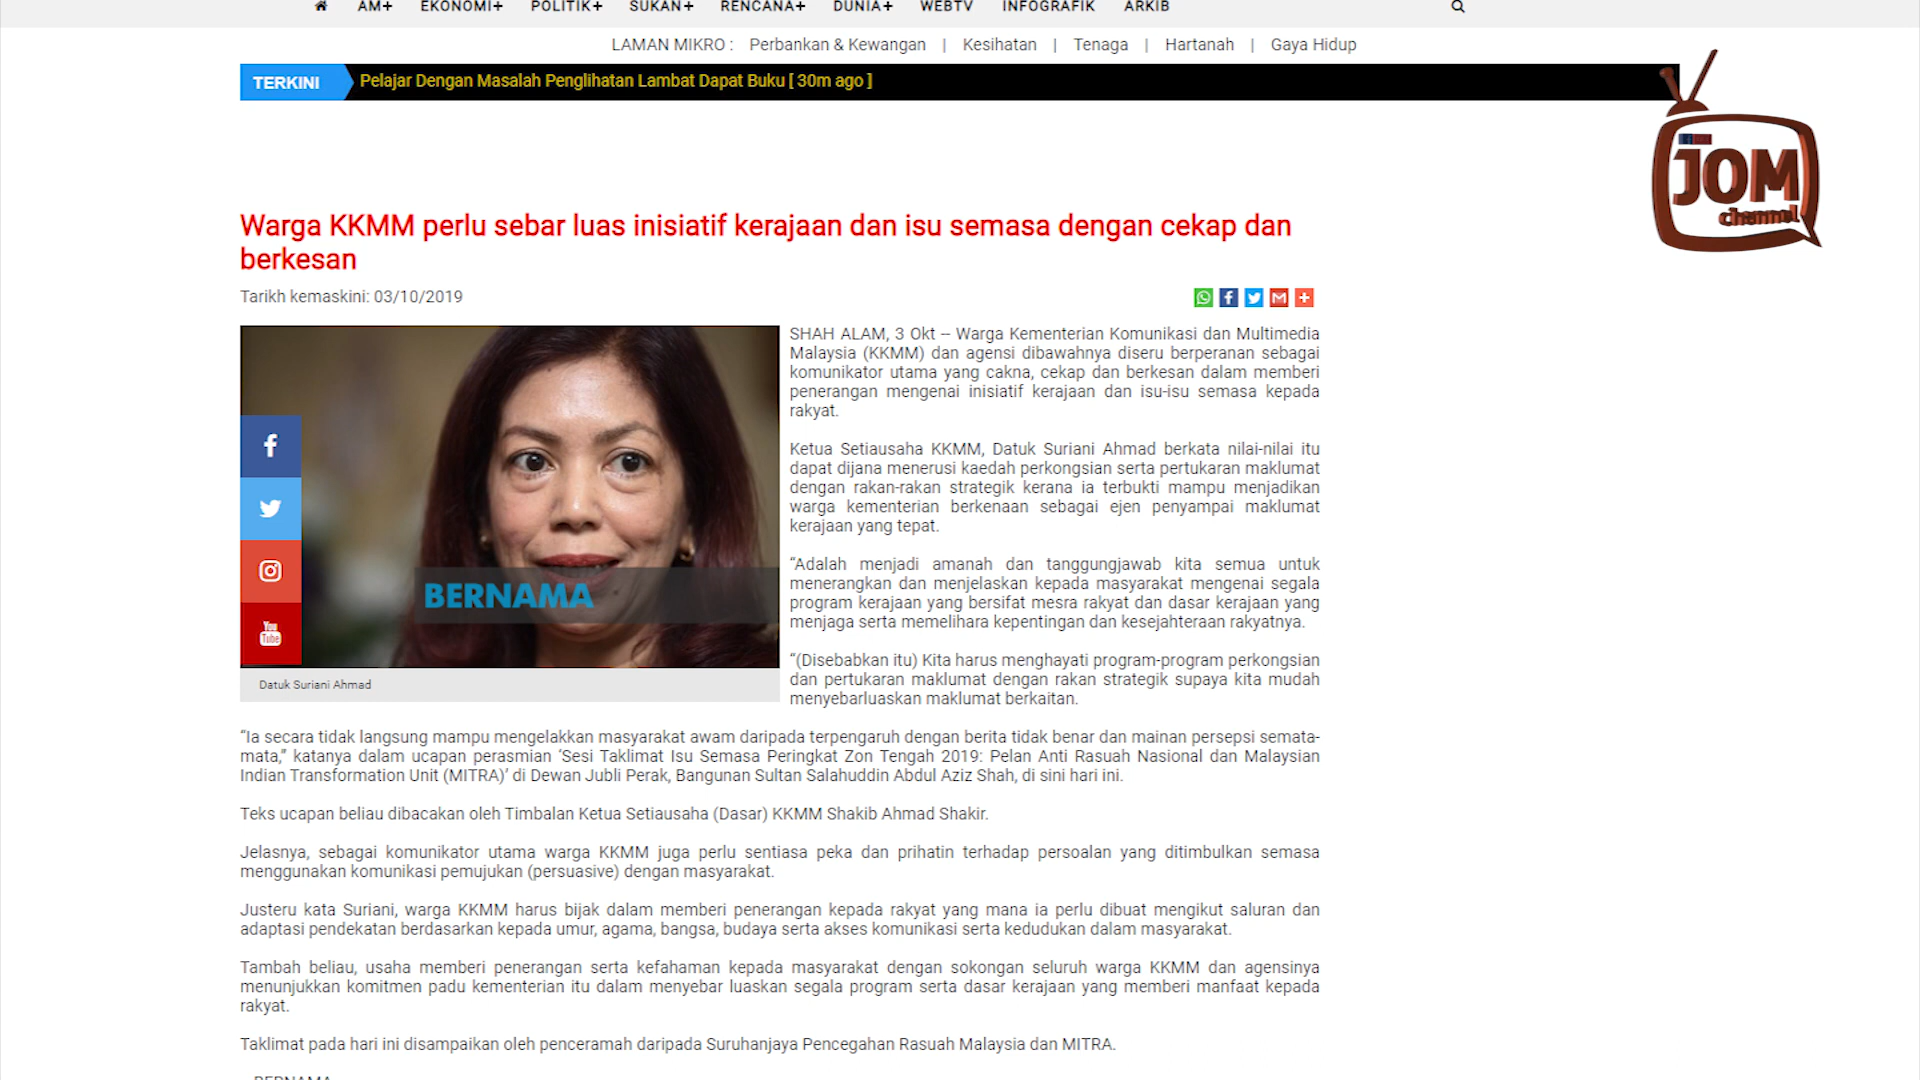 AM+ EKONOMI+ POLITIK+ SUKAN+ RENCANA+ DUNIA+ WEBTV INFOGRAFIK ARKIB
LAMAN MIKRO : Perbankan & Kewangan | Kesihatan | Tenaga | Hartanah | Gaya Hidup
TERKINI Pelajar Dengan Masalah Penglihatan Lambat Dapat Buku [ 30m ago ]
JOM
channel
Warga KKMM perlu sebar luas inisiatif kerajaan dan isu semasa dengan cekap dan
berkesan
Tarikh kemaskini: 03/10/2019
SHAH ALAM, 3 Okt -- Warga Kementerian Komunikasi dan Multimedia
Malaysia (KKMM) dan agensi dibawahnya diseru berperanan sebagai
komunikator utama yang cakna, cekap dan berkesan dalam memberi
penerangan mengenai inisiatif kerajaan dan isu-isu semasa kepada
rakyat.
Ketua Setiausaha KKMM, Datuk Suriani Ahmad berkata nilai-nilai itu
dapat dijana menerusi kaedah perkongsian serta pertukaran maklumat
dengan rakan-rakan strategik kerana ia terbukti mampu menjadikan
warga kementerian berkenaan sebagai ejen penyampai maklumat
kerajaan yang tepat.
“Adalah menjadi amanah dan tanggungjawab kita semua untuk
menerangkan dan menjelaskan kepada masyarakat mengenai segala
program kerajaan yang bersifat mesra rakyat dan dasar kerajaan yang
menjaga serta memelihara kepentingan dan kesejahteraan rakyatnya.
“(Disebabkan itu) Kita harus menghayati program-program perkongsian
dan pertukaran maklumat dengan rakan strategik supaya kita mudah
menyebarluaskan maklumat berkaitan.
BERNAMA
You
Tube
Datuk Suriani Ahmad
“Ia secara tidak langsung mampu mengelakkan masyarakat awam daripada terpengaruh dengan berita tidak benar dan mainan persepsi semata-
mata,” katanya dalam ucapan perasmian ‘Sesi Taklimat Isu Semasa Peringkat Zon Tengah 2019: Pelan Anti Rasuah Nasional dan Malaysian
Indian Transformation Unit (MITRA)’ di Dewan Jubli Perak, Bangunan Sultan Salahuddin Abdul Aziz Shah, di sini hari ini.
Teks ucapan beliau dibacakan oleh Timbalan Ketua Setiausaha (Dasar) KKMM Shakib Ahmad Shakir.
Jelasnya, sebagai komunikator utama warga KKMM juga perlu sentiasa peka dan prihatin terhadap persoalan yang ditimbulkan semasa
menggunakan komunikasi pemujukan (persuasive) dengan masyarakat.
Justeru kata Suriani, warga KKMM harus bijak dalam memberi penerangan kepada rakyat yang mana ia perlu dibuat mengikut saluran dan
adaptasi pendekatan berdasarkan kepada umur, agama, bangsa, budaya serta akses komunikasi serta kedudukan dalam masyarakat.
Tambah beliau, usaha memberi penerangan serta kefahaman kepada masyarakat dengan sokongan seluruh warga KKMM dan agensinya
menunjukkan komitmen padu kementerian itu dalam menyebar luaskan segala program serta dasar kerajaan yang memberi manfaat kepada
rakyat.
Taklimat pada hari ini disampaikan oleh penceramah daripada Suruhanjaya Pencegahan Rasuah Malaysia dan MITRA.
BERNAMA